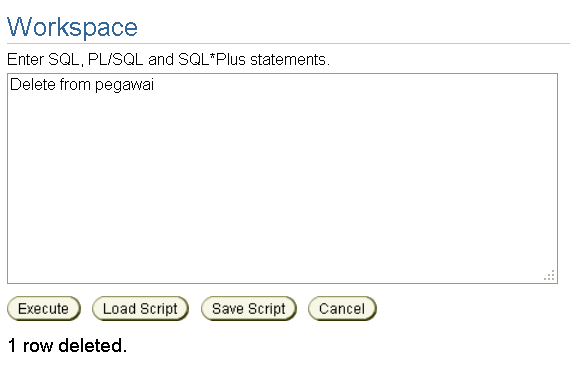 Workspace
Enter SQL, PL/SQL and SQL*Plus statements.
Delete from pegawai
Execute Load Script Save Script Cancel
1 row deleted.